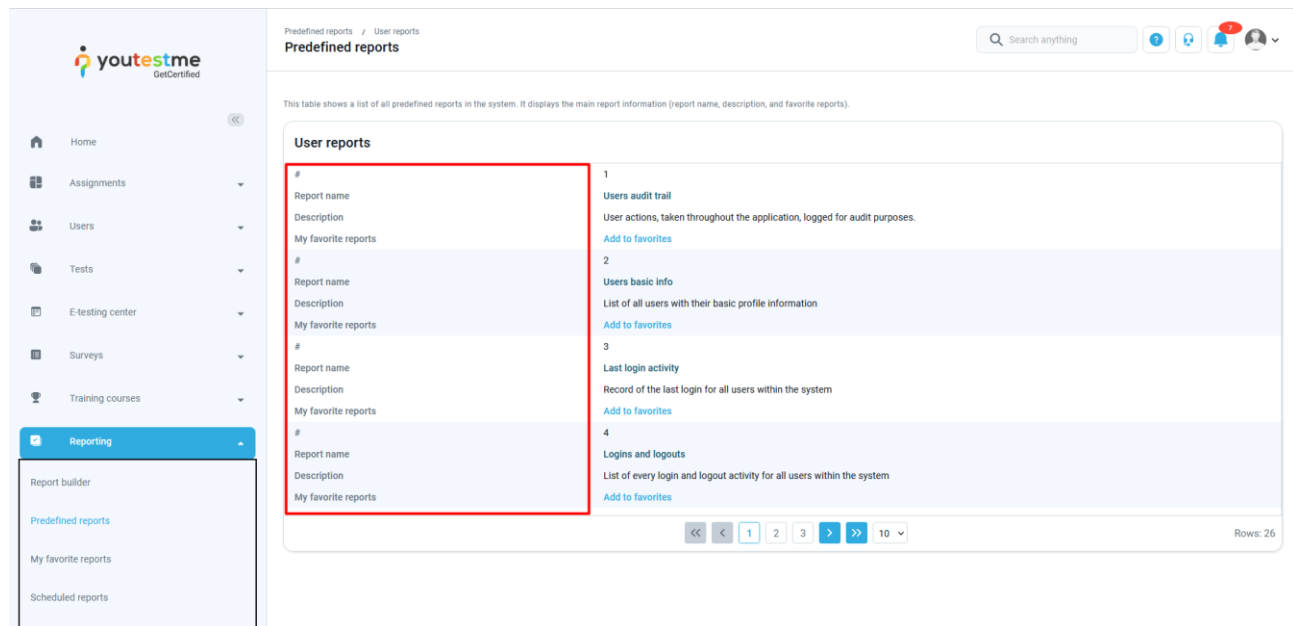 youtestme
GetCertified
Home
Assignments
Users
Tests
E-testing center
Surveys
Training courses
Reporting
Report builder
Predefined reports
My favorite reports
Scheduled reports
Predefined reports / User reports
Predefined reports
Search anything
?
7
This table shows a list of all predefined reports in the system. It displays the main report information (report name, description, and favorite reports).
User reports
# 1
Report name Users audit trail
Description User actions, taken throughout the application, logged for audit purposes.
My favorite reports Add to favorites
# 2
Report name Users basic info
Description List of all users with their basic profile information
My favorite reports Add to favorites
# 3
Report name Last login activity
Description Record of the last login for all users within the system
My favorite reports Add to favorites
# 4
Report name Logins and logouts
Description List of every login and logout activity for all users within the system
My favorite reports Add to favorites
1 2 3 10 Rows: 26